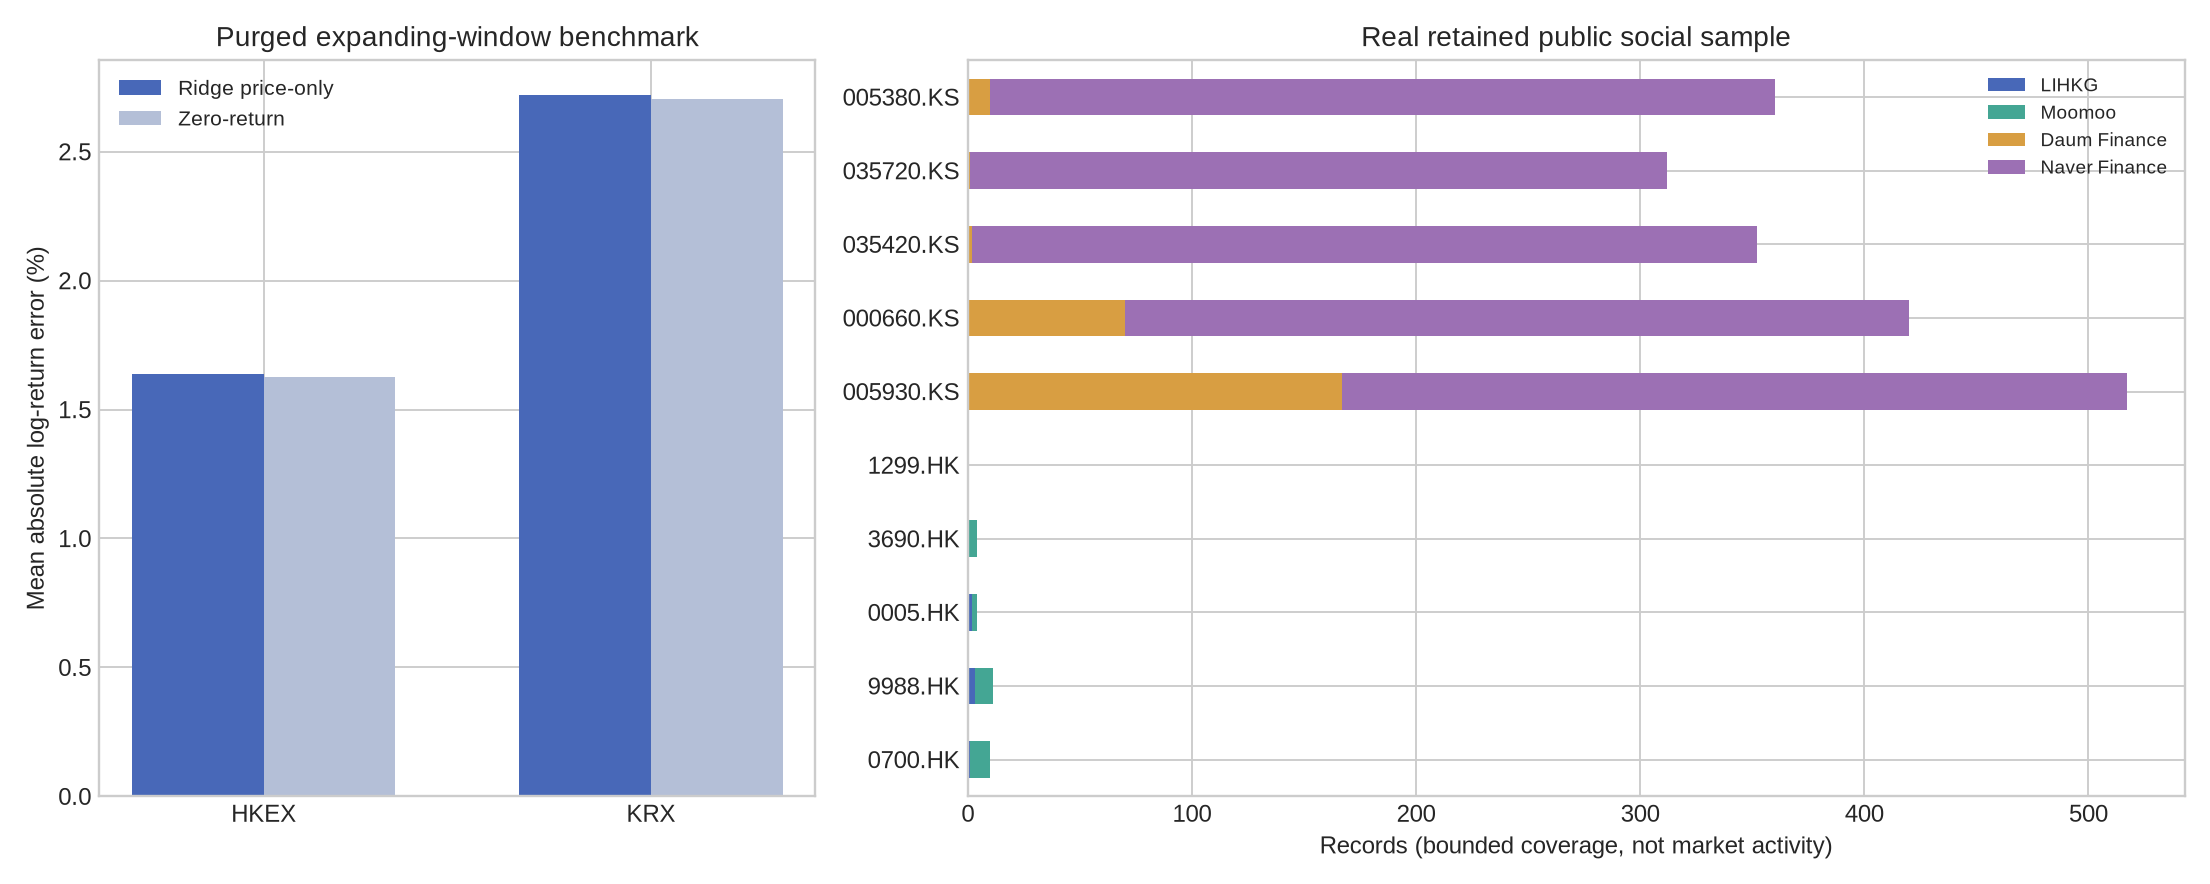 Purged expanding-window benchmark
Ridge price-only
Zero-return
Mean absolute log-return error (%)
2.5
2.0
1.5
1.0
0.5
0.0
HKEX
KRX
Real retained public social sample
LIHKG
Moomoo
Daum Finance
Naver Finance
005380.KS
035720.KS
035420.KS
000660.KS
005930.KS
1299.HK
3690.HK
0005.HK
9988.HK
0700.HK
0
100
200
300
400
500
Records (bounded coverage, not market activity)